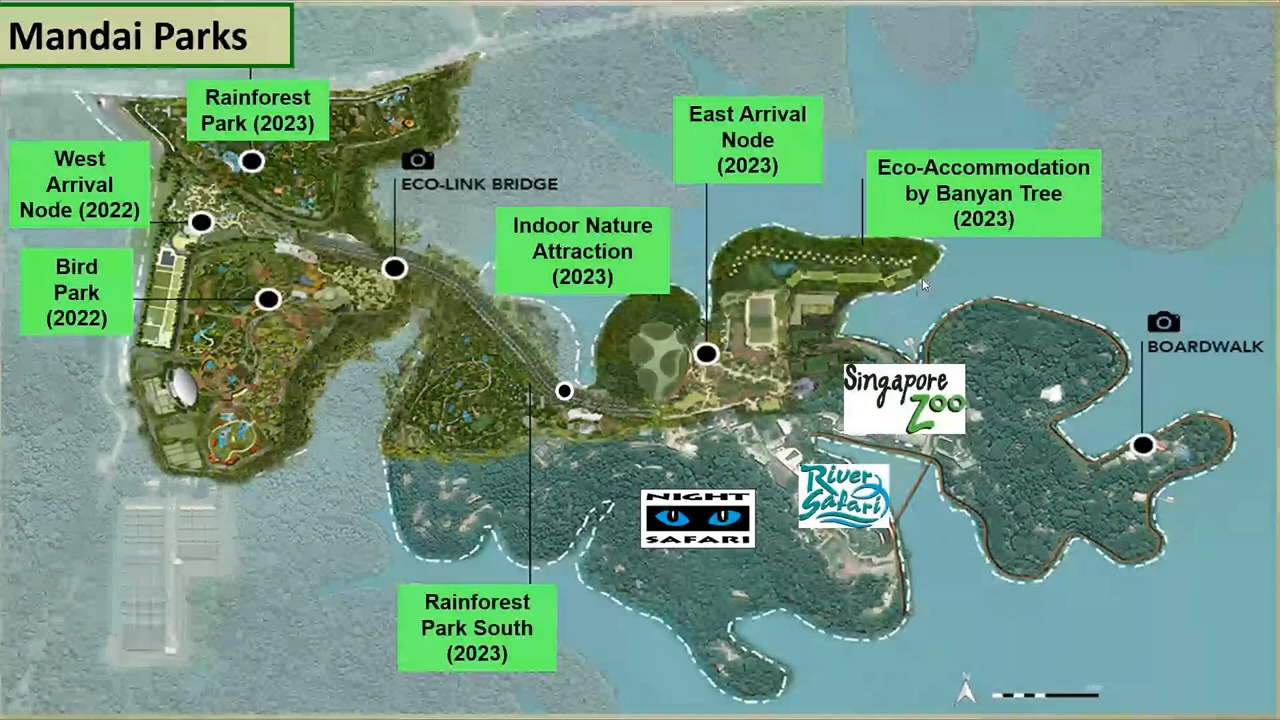 Mandai Parks
Rainforest
Park (2023)
West
Arrival
Node (2022)
Bird
Park
(2022)
ECO-LINK BRIDGE
Indoor Nature
Attraction
(2023)
East Arrival
Node
(2023)
Eco-Accommodation
by Banyan Tree
(2023)
BOARDWALK
Singapore
Zoo
River
Safari
NIGHT
SAFARI
Rainforest
Park South
(2023)